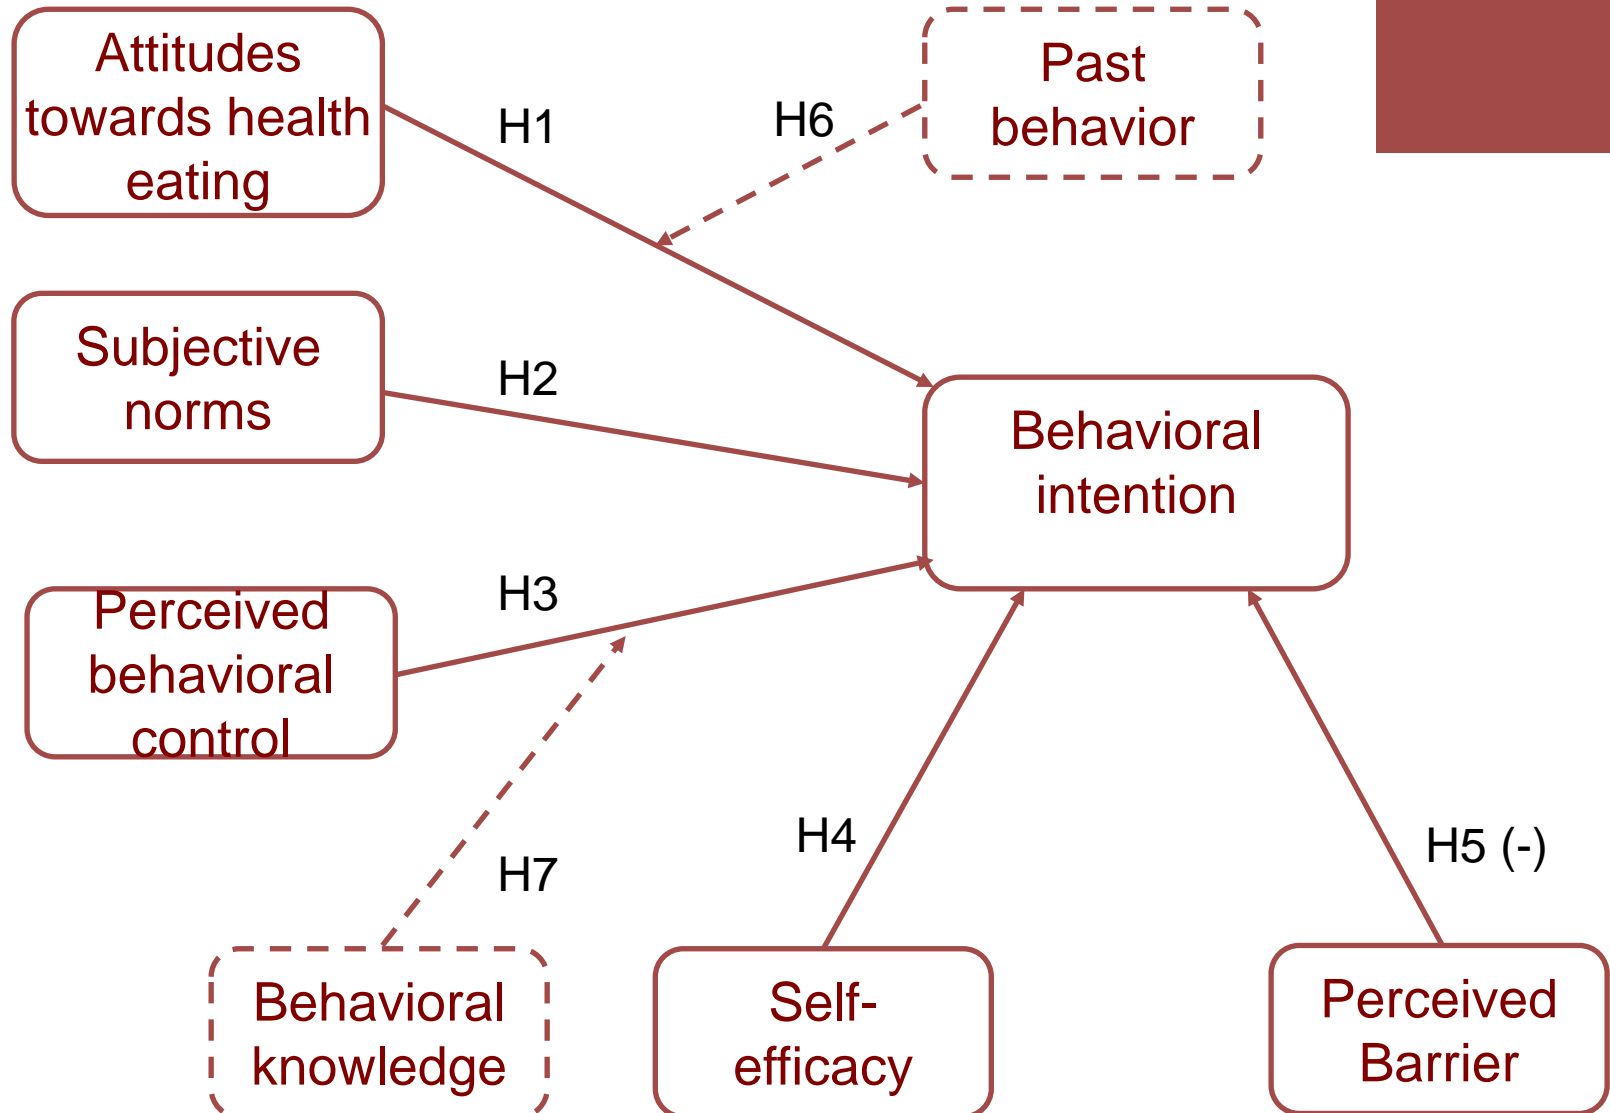 Attitudes
towards health
eating
H1
H6
Past
behavior
Subjective
norms
H2
Behavioral
intention
Perceived
behavioral
control
H3
H7
H4
H5 (-)
Behavioral
knowledge
Self-
efficacy
Perceived
Barrier